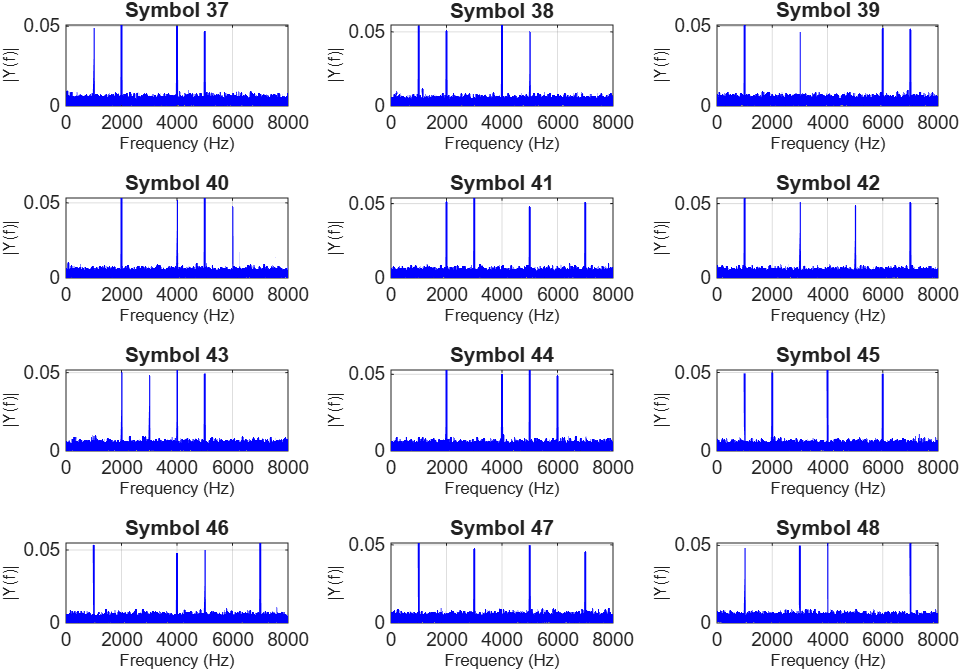 Symbol 37
0.05
|Y(f)|
0
0 2000 4000 6000 8000
Frequency (Hz)
Symbol 38
0.05
|Y(f)|
0
0 2000 4000 6000 8000
Frequency (Hz)
Symbol 39
0.05
|Y(f)|
0
0 2000 4000 6000 8000
Frequency (Hz)
Symbol 40
0.05
|Y(f)|
0
0 2000 4000 6000 8000
Frequency (Hz)
Symbol 41
0.05
|Y(f)|
0
0 2000 4000 6000 8000
Frequency (Hz)
Symbol 42
0.05
|Y(f)|
0
0 2000 4000 6000 8000
Frequency (Hz)
Symbol 43
0.05
|Y(f)|
0
0 2000 4000 6000 8000
Frequency (Hz)
Symbol 44
0.05
|Y(f)|
0
0 2000 4000 6000 8000
Frequency (Hz)
Symbol 45
0.05
|Y(f)|
0
0 2000 4000 6000 8000
Frequency (Hz)
Symbol 46
0.05
|Y(f)|
0
0 2000 4000 6000 8000
Frequency (Hz)
Symbol 47
0.05
|Y(f)|
0
0 2000 4000 6000 8000
Frequency (Hz)
Symbol 48
0.05
|Y(f)|
0
0 2000 4000 6000 8000
Frequency (Hz)